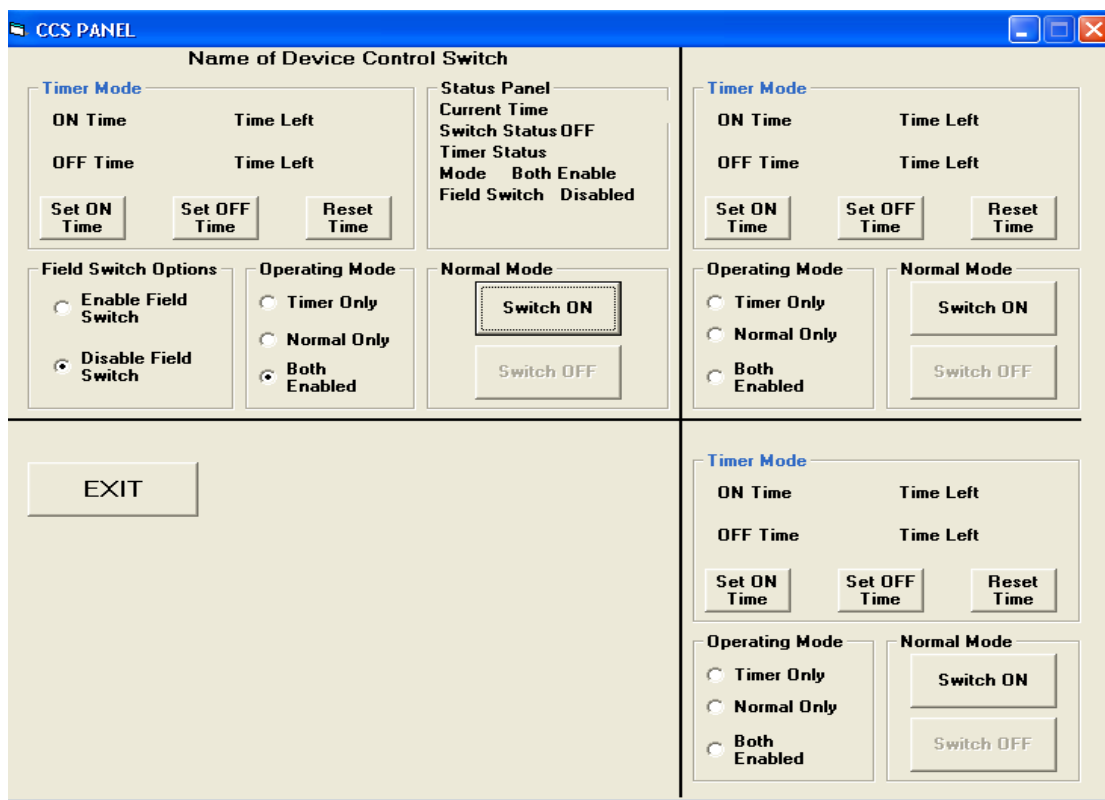 CCS PANEL
Name of Device Control Switch
Timer Mode
ON Time Time Left
OFF Time Time Left
Set ON
Time
Set OFF
Time
Reset
Time
Status Panel
Current Time
Switch Status OFF
Timer Status
Mode Both Enable
Field Switch Disabled
Field Switch Options
Enable Field
Switch
Disable Field
Switch
Operating Mode
Timer Only
Normal Only
Both
Enabled
Normal Mode
Switch ON
Switch OFF
Timer Mode
ON Time Time Left
OFF Time Time Left
Set ON
Time
Set OFF
Time
Reset
Time
Operating Mode
Timer Only
Normal Only
Both
Enabled
Normal Mode
Switch ON
Switch OFF
EXIT
Timer Mode
ON Time Time Left
OFF Time Time Left
Set ON
Time
Set OFF
Time
Reset
Time
Operating Mode
Timer Only
Normal Only
Both
Enabled
Normal Mode
Switch ON
Switch OFF